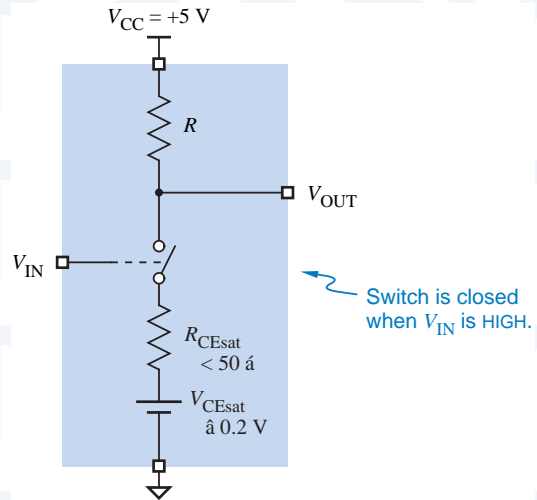 VCC = +5 V
R
VOUT
VIN
Switch is closed
when VIN is HIGH.
RCEsat
< 50 á
VCEsat
â 0.2 V